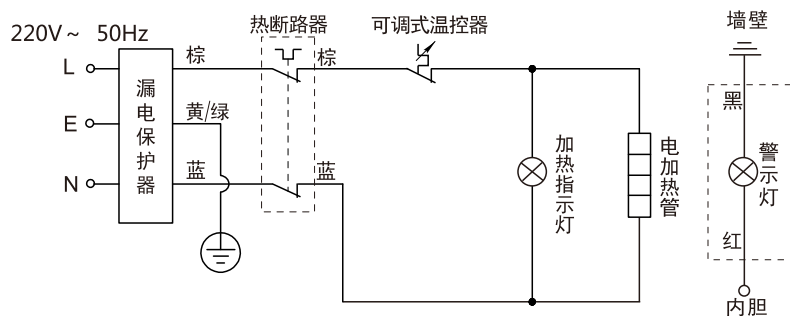 220V～ 50Hz
热断路器
可调式温控器
墙壁
L
棕
棕
E
黄/绿
N
蓝
蓝
漏电保护器
加热指示灯
电加热管
黑
警示灯
红
内胆